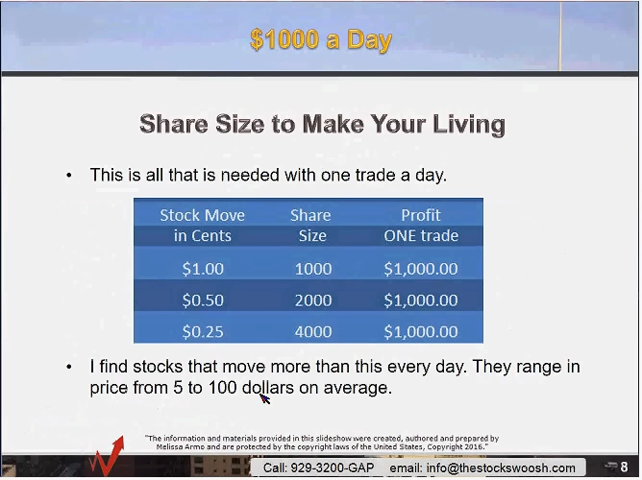 $1000 a Day
Share Size to Make Your Living
• This is all that is needed with one trade a day.
Stock Move in Cents Share Size Profit ONE trade
$1.00 1000 $1,000.00
$0.50 2000 $1,000.00
$0.25 4000 $1,000.00
• I find stocks that move more than this every day. They range in
price from 5 to 100 dollars on average.
"The information and materials provided in this slideshow were created, authored and prepared by
Melissa Armo and are protected by the copyright laws of the United States, Copyright 2016."
Call: 929-3200-GAP email: info@thestockswoosh.com 8